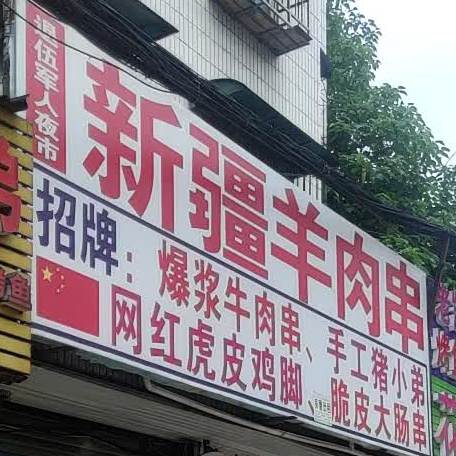 退伍军人夜市
新疆羊肉串
招牌：
爆浆牛肉串、手工猪小弟
网红虎皮鸡脚、脆皮大肠串
鱼